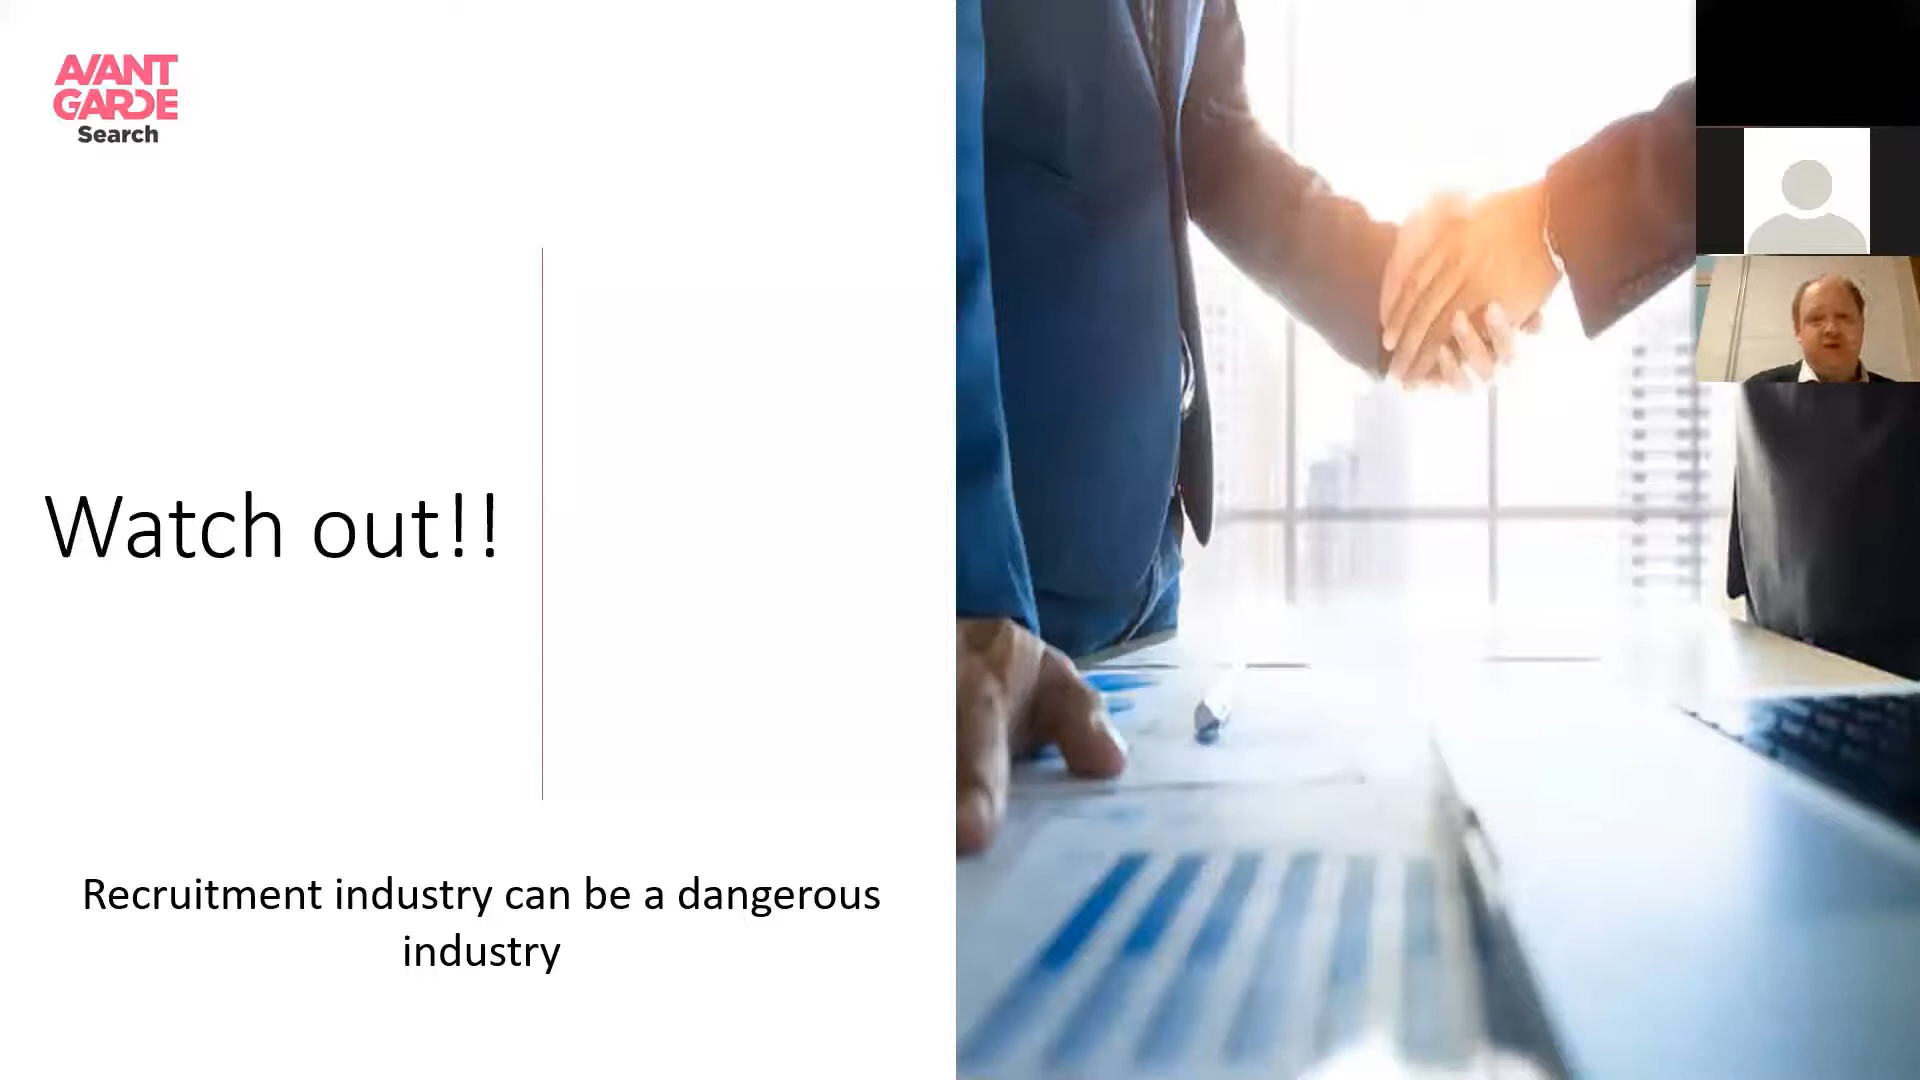 AVANT
GARDE
Search
Watch out!!
Recruitment industry can be a dangerous
industry